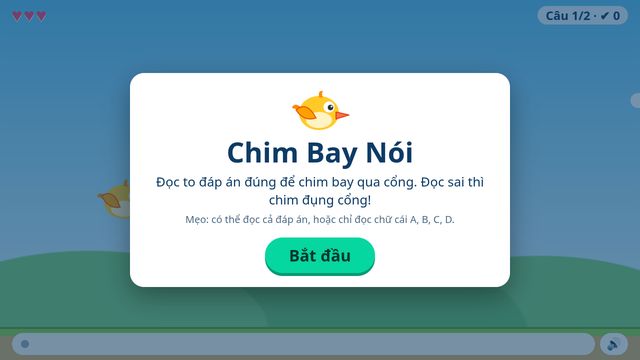 Câu 1/2 · ✔ 0
Chim Bay Nói
Đọc to đáp án đúng để chim bay qua cổng. Đọc sai thì
chim đụng cổng!
Mẹo: có thể đọc cả đáp án, hoặc chỉ đọc chữ cái A, B, C, D.
Bắt đầu